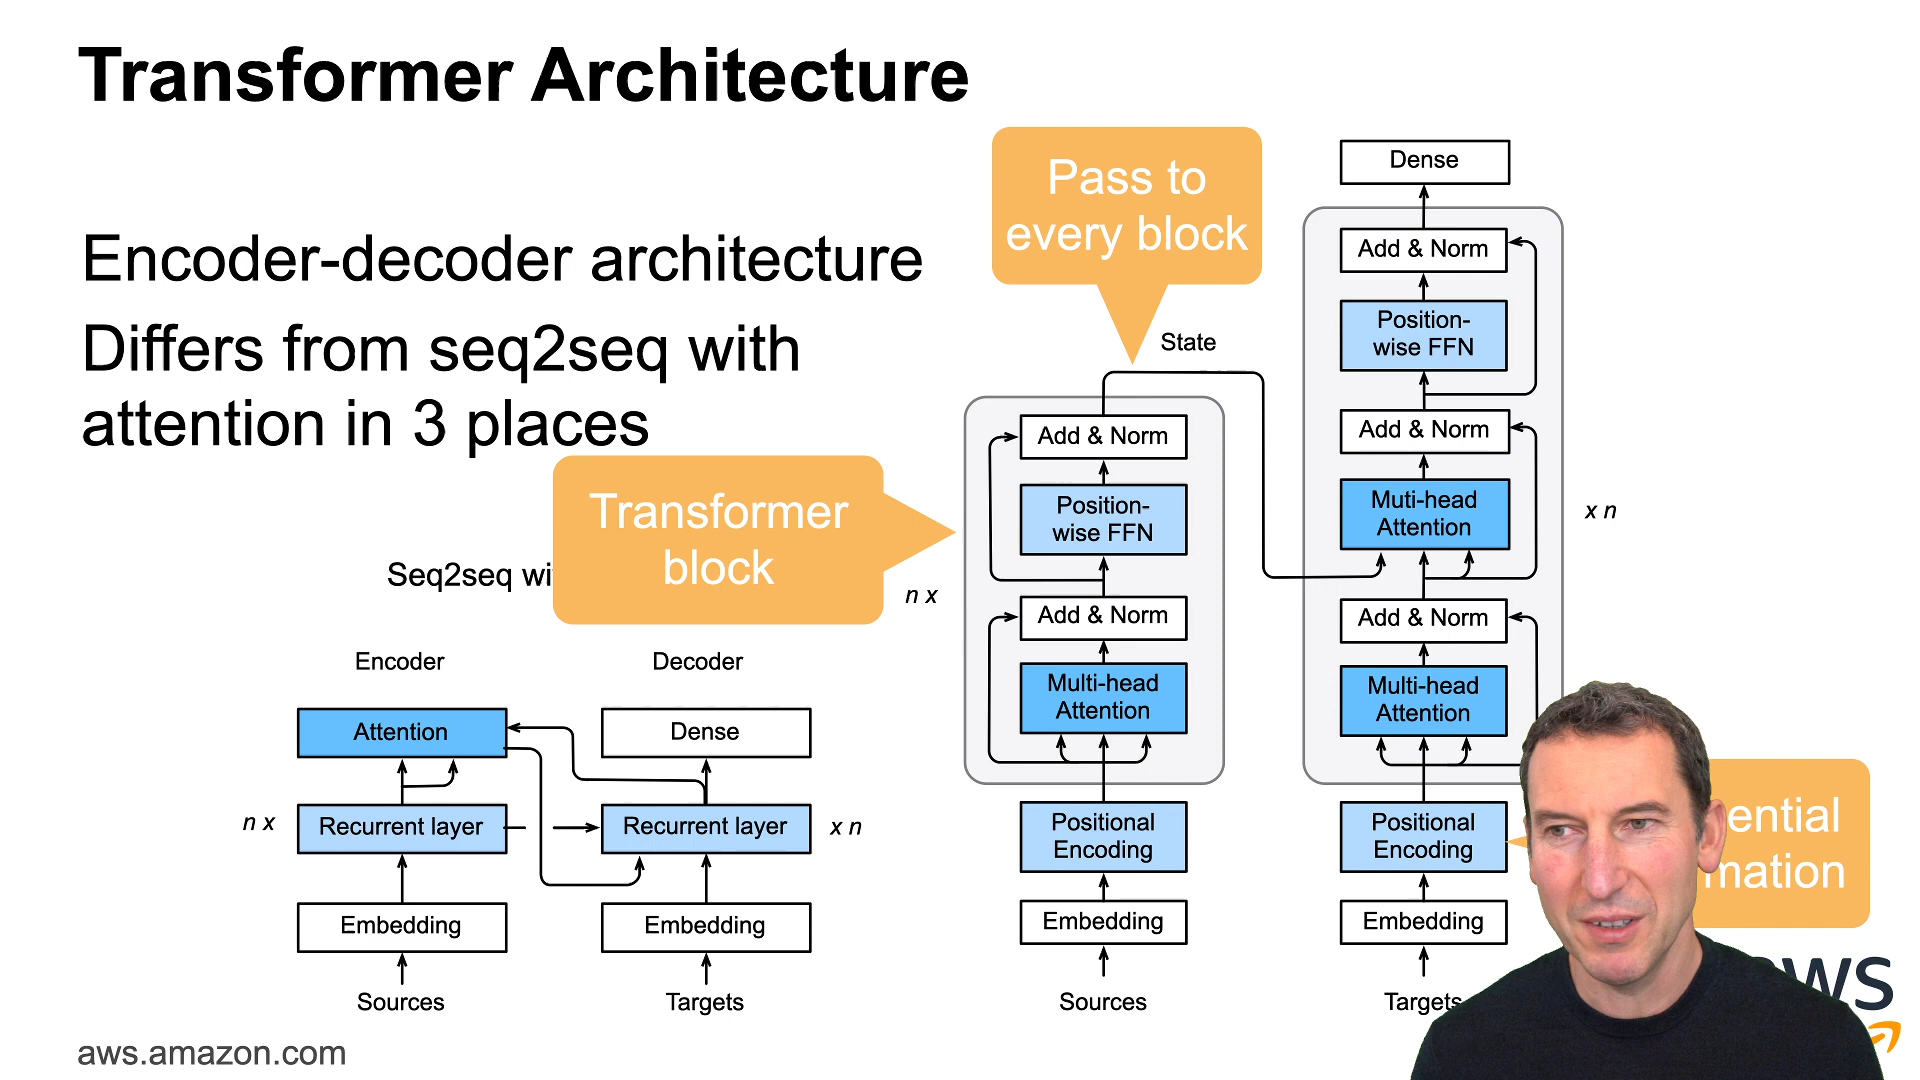 Transformer Architecture
Encoder-decoder architecture
Differs from seq2seq with
attention in 3 places
Pass to
every block
Transformer
block
Seq2seq
Encoder
Decoder
Attention
Dense
n x
Recurrent layer
Recurrent layer
x n
Embedding
Embedding
Sources
Targets
State
n x
Add & Norm
Position-
wise FFN
Add & Norm
Multi-head
Attention
Positional
Encoding
Embedding
Sources
Dense
Add & Norm
Position-
wise FFN
Add & Norm
Muti-head
Attention
x n
Add & Norm
Multi-head
Attention
Positional
Encoding
Embedding
Targets
aws.amazon.com